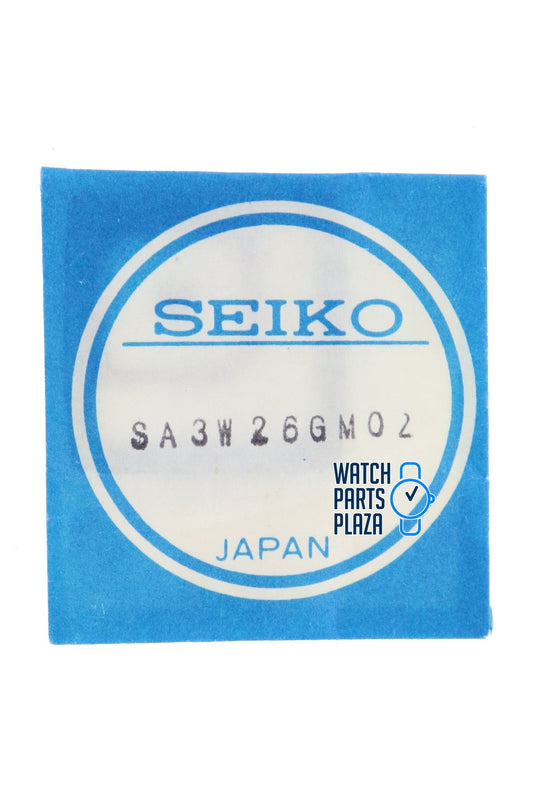 SEIKO
SA3W26GM02
WATCH
PARTS
PLAZA
JAPAN